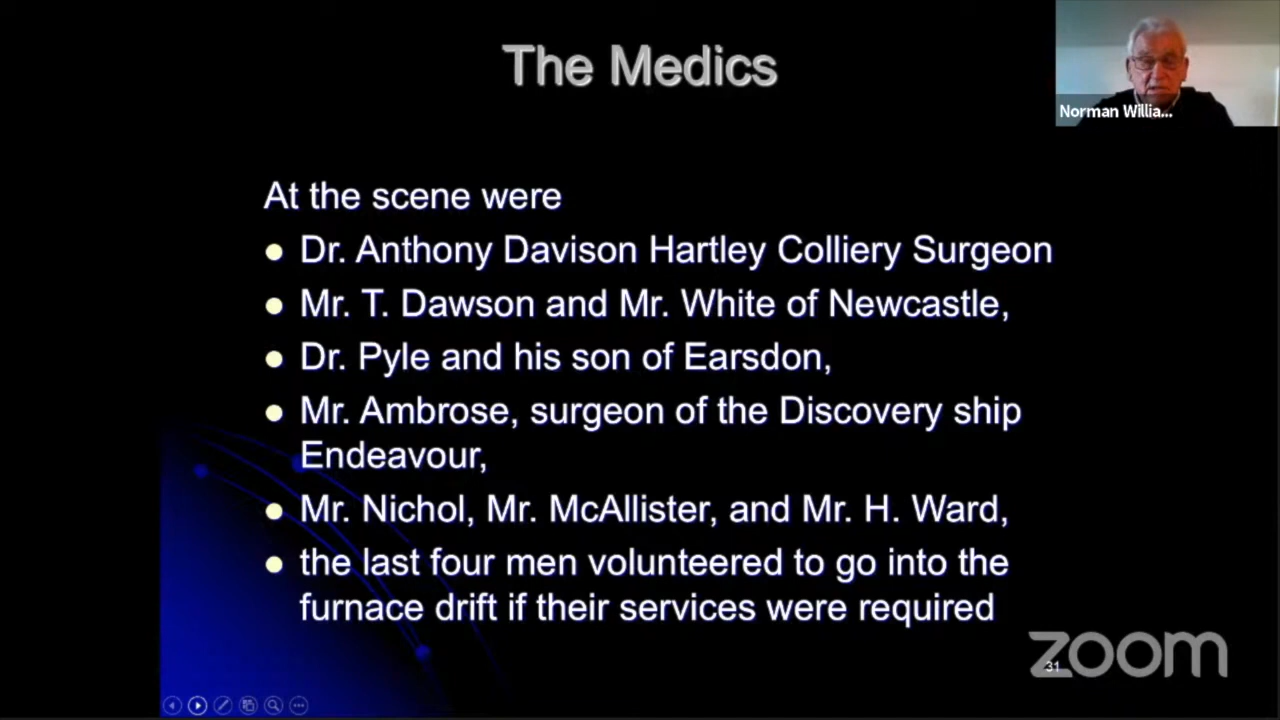 The Medics
Norman Willia...
At the scene were
Dr. Anthony Davison Hartley Colliery Surgeon
Mr. T. Dawson and Mr. White of Newcastle,
Dr. Pyle and his son of Earsdon,
Mr. Ambrose, surgeon of the Discovery ship
Endeavour,
Mr. Nichol, Mr. McAllister, and Mr. H. Ward,
the last four men volunteered to go into the
furnace drift if their services were required
zoom
31